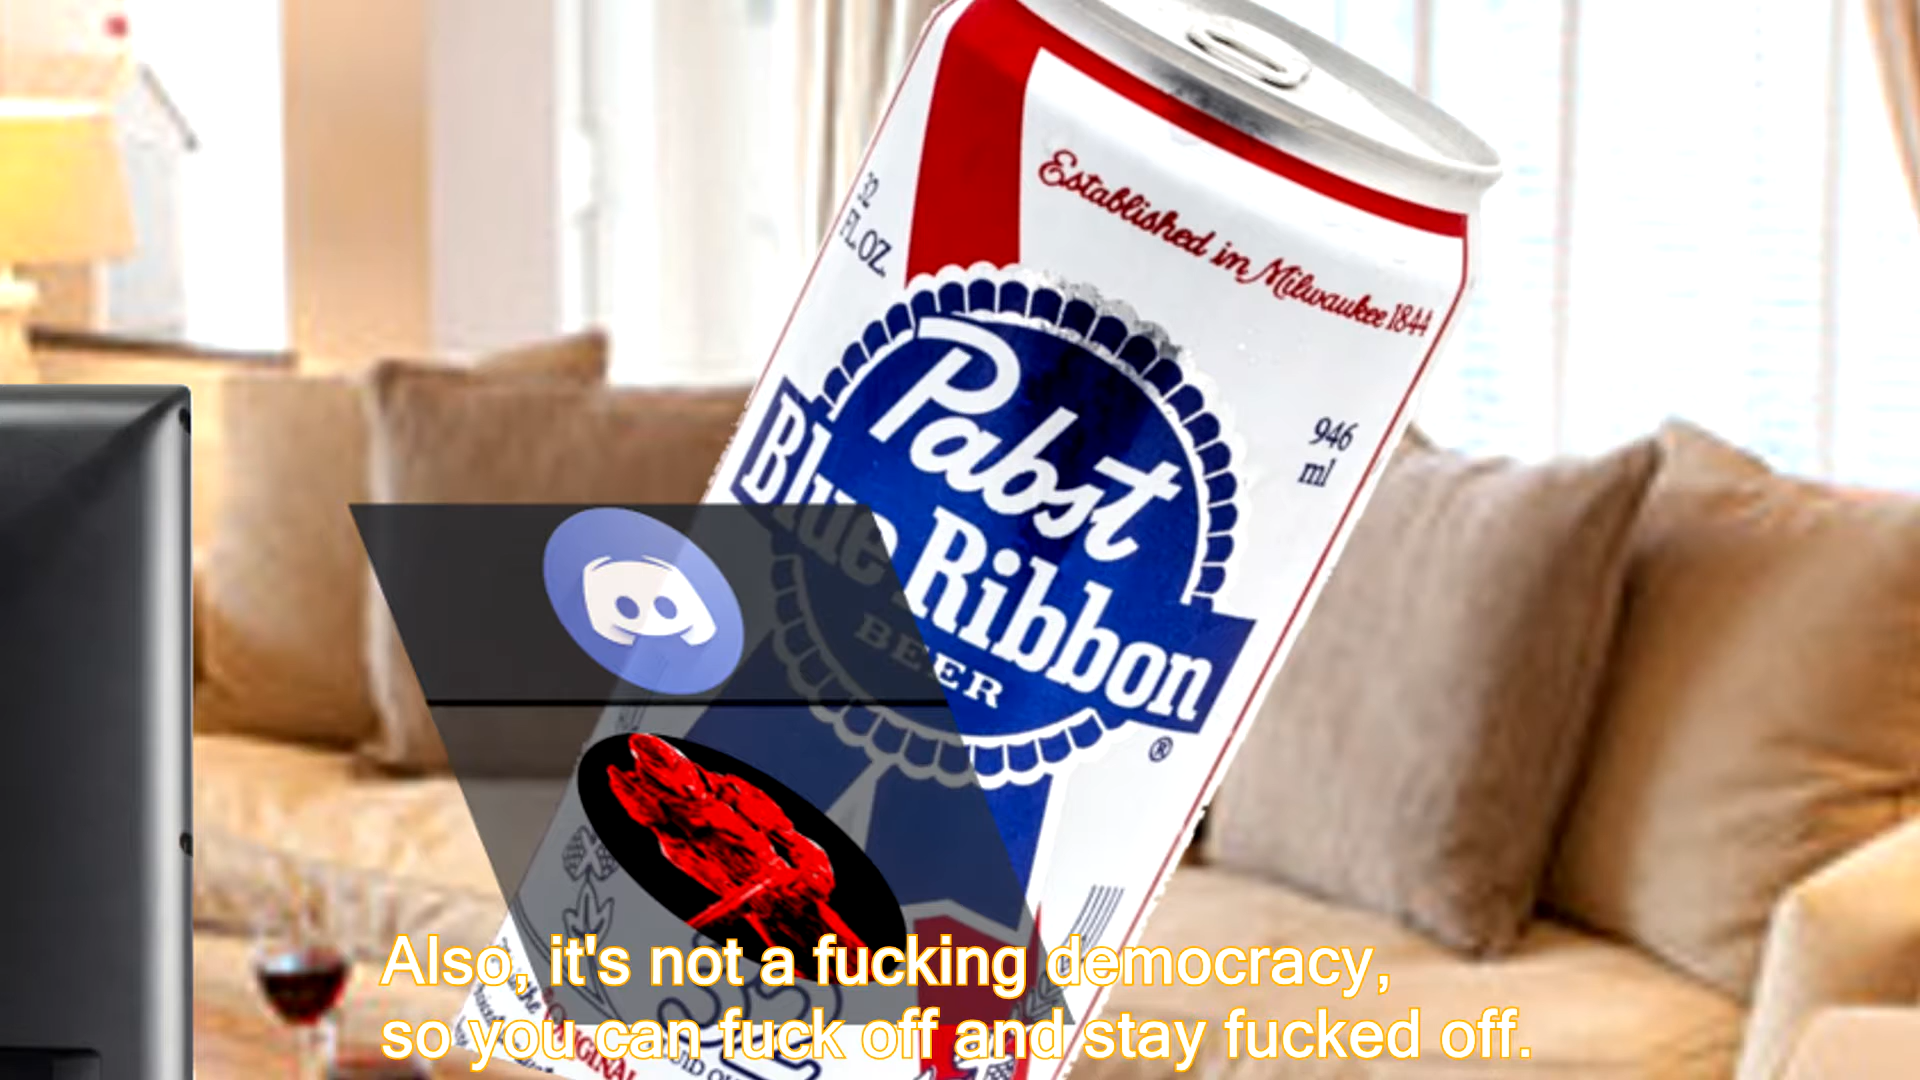 Established in Milwaukee 1844
32
FL. OZ.
946
ml
Pabst
Blue Ribbon
BEER
®
Also, it's not a fucking democracy,
so you can fuck off and stay fucked off.